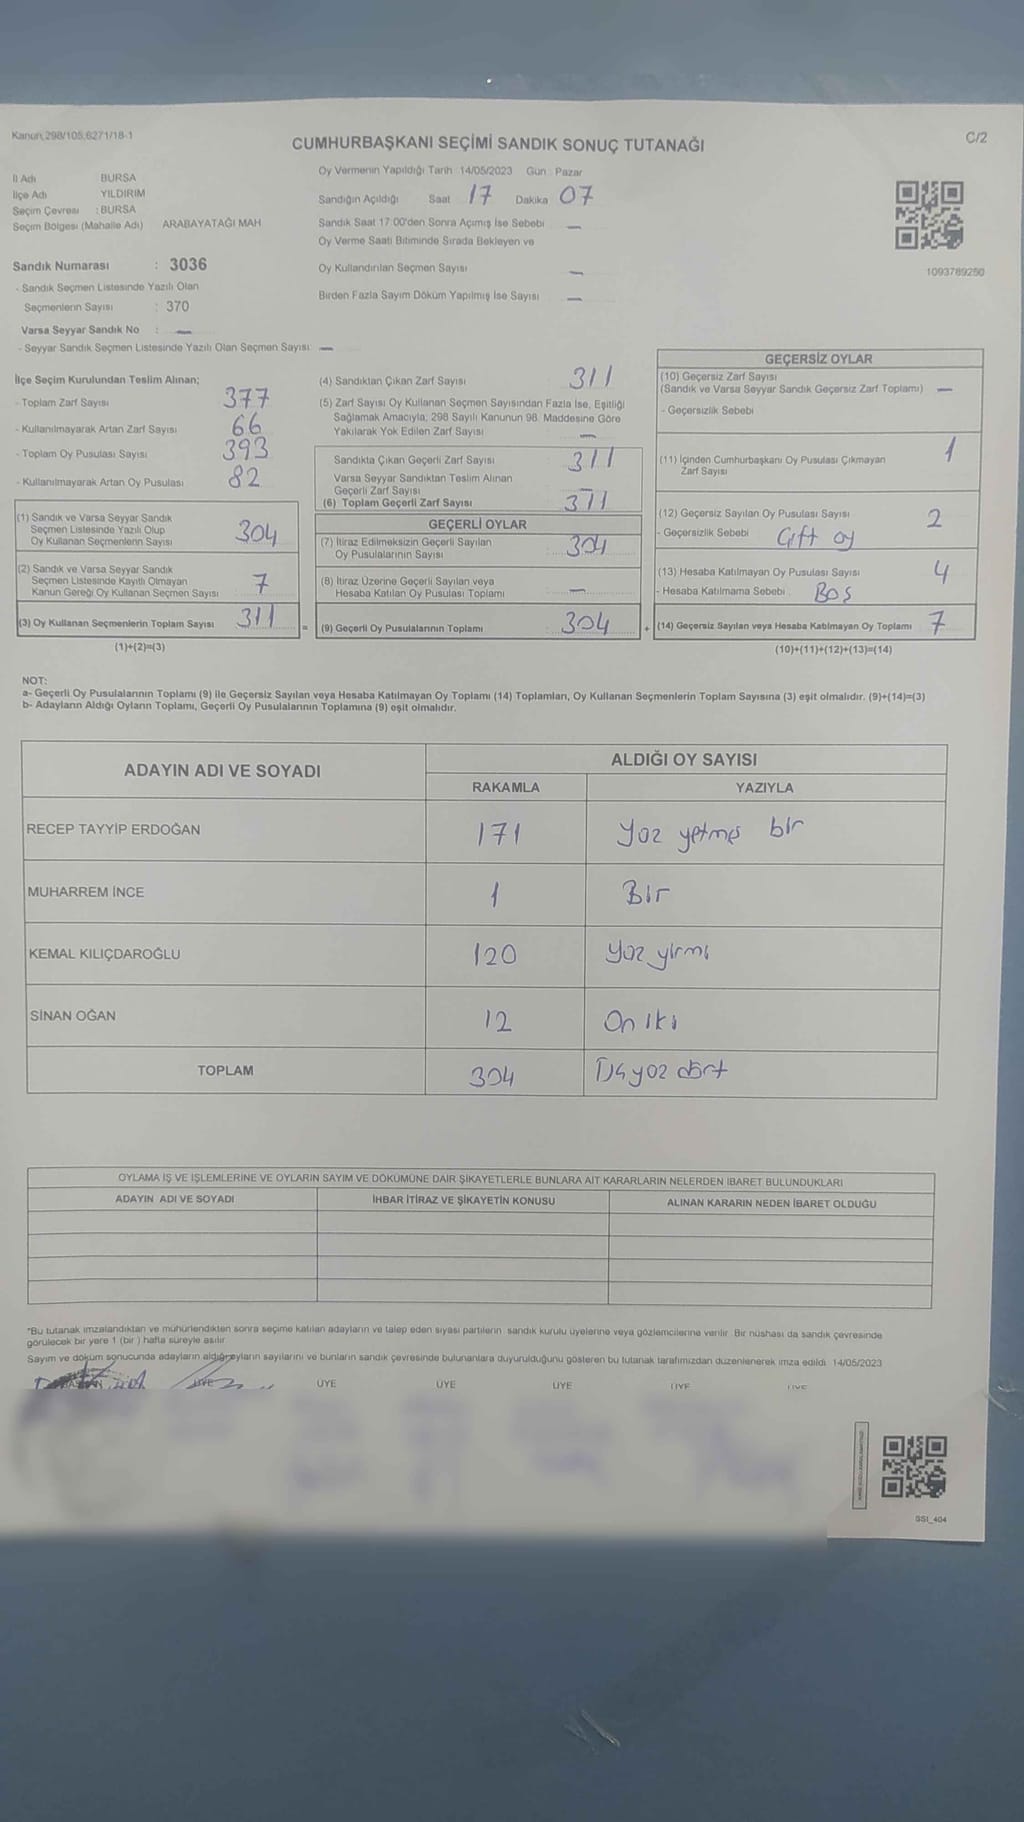 Kanun,298/105,6271/18-1
C/2
CUMHURBAŞKANI SEÇİMİ SANDIK SONUÇ TUTANAĞI
İl Adı BURSA
İlçe Adı YILDIRIM
Seçim Çevresi : BURSA
Seçim Bölgesi (Mahalle Adı) ARABAYATAĞI MAH
Sandık Numarası : 3036
- Sandık Seçmen Listesinde Yazılı Olan
Seçmenlerin Sayısı : 370
Varsa Seyyar Sandık No : —
- Seyyar Sandık Seçmen Listesinde Yazılı Olan Seçmen Sayısı: —
Oy Vermenin Yapıldığı Tarih 14/05/2023 Gün Pazar
Sandığın Açıldığı Saat 17 Dakika 07
Sandık Saat 17:00'den Sonra Açımış İse Sebebi —
Oy Verme Saati Bitiminde Sırada Bekleyen ve
Oy Kullandırılan Seçmen Sayısı —
Birden Fazla Sayım Döküm Yapılmış İse Sayısı —
1093789250
İlçe Seçim Kurulundan Teslim Alınan;
- Toplam Zarf Sayısı 377
- Kullanılmayarak Artan Zarf Sayısı 66
- Toplam Oy Pusulası Sayısı 393
- Kullanılmayarak Artan Oy Pusulası 82
(1) Sandık ve Varsa Seyyar Sandık
Seçmen Listesinde Yazılı Olup
Oy Kullanan Seçmenlerin Sayısı 304
(2) Sandık ve Varsa Seyyar Sandık
Seçmen Listesinde Kayıtlı Olmayan
Kanun Gereği Oy Kullanan Seçmen Sayısı 7
(3) Oy Kullanan Seçmenlerin Toplam Sayısı 311 =
(1)+(2)=(3)
(4) Sandıktan Çıkan Zarf Sayısı 311
(5) Zarf Sayısı Oy Kullanan Seçmen Sayısından Fazla İse, Eşitliği
Sağlamak Amacıyla, 298 Sayılı Kanunun 98. Maddesine Göre
Yakılarak Yok Edilen Zarf Sayısı —
Sandıkta Çıkan Geçerli Zarf Sayısı 311
Varsa Seyyar Sandıktan Teslim Alınan
Geçerli Zarf Sayısı —
(6) Toplam Geçerli Zarf Sayısı 311
GEÇERLİ OYLAR
(7) İtiraz Edilmeksizin Geçerli Sayılan
Oy Pusulalarının Sayısı : 304
(8) İtiraz Üzerine Geçerli Sayılan veya
Hesaba Katılan Oy Pusulası Toplamı : —
(9) Geçerli Oy Pusulalarının Toplamı : 304 +
GEÇERSİZ OYLAR
(10) Geçersiz Zarf Sayısı
(Sandık ve Varsa Seyyar Sandık Geçersiz Zarf Toplamı) —
- Geçersizlik Sebebi
(11) İçinden Cumhurbaşkanı Oy Pusulası Çıkmayan
Zarf Sayısı 1
(12) Geçersiz Sayılan Oy Pusulası Sayısı 2
- Geçersizlik Sebebi Çift oy
(13) Hesaba Katılmayan Oy Pusulası Sayısı 4
- Hesaba Katılmama Sebebi Boş
(14) Geçersiz Sayılan veya Hesaba Katılmayan Oy Toplamı 7
(10)+(11)+(12)+(13)=(14)
NOT:
a- Geçerli Oy Pusulalarının Toplamı (9) ile Geçersiz Sayılan veya Hesaba Katılmayan Oy Toplamı (14) Toplamları, Oy Kullanan Seçmenlerin Toplam Sayısına (3) eşit olmalıdır. (9)+(14)=(3)
b- Adayların Aldığı Oyların Toplamı, Geçerli Oy Pusulalarının Toplamına (9) eşit olmalıdır.
ADAYIN ADI VE SOYADI
ALDIĞI OY SAYISI
RAKAMLA YAZIYLA
RECEP TAYYİP ERDOĞAN 171 Yüz yetmiş bir
MUHARREM İNCE 1 Bir
KEMAL KILIÇDAROĞLU 120 Yüz yirmi
SİNAN OĞAN 12 On iki
TOPLAM 304 Üç yüz dört
OYLAMA İŞ VE İŞLEMLERİNE VE OYLARIN SAYIM VE DÖKÜMÜNE DAİR ŞİKAYETLERLE BUNLARA AİT KARARLARIN NELERDEN İBARET BULUNDUKLARI
ADAYIN ADI VE SOYADI İHBAR İTİRAZ VE ŞİKAYETİN KONUSU ALINAN KARARIN NEDEN İBARET OLDUĞU
*Bu tutanak imzalandıktan ve mühürlendikten sonra seçime katılan adayların ve talep eden siyasi partilerin sandık kurulu üyelerine veya gözlemcilerine verilir. Bir nüshası da sandık çevresinde
görülecek bir yere 1 (bir ) hafta süreyle asılır
Sayım ve döküm sonucunda adayların aldığı oyların sayılarını ve bunların sandık çevresinde bulunanlara duyurulduğunu gösteren bu tutanak tarafımızdan düzenlenerek imza edildi 14/05/2023
BAŞKAN ÜYE ÜYE ÜYE ÜYE ÜYE ÜYE
SSI_404